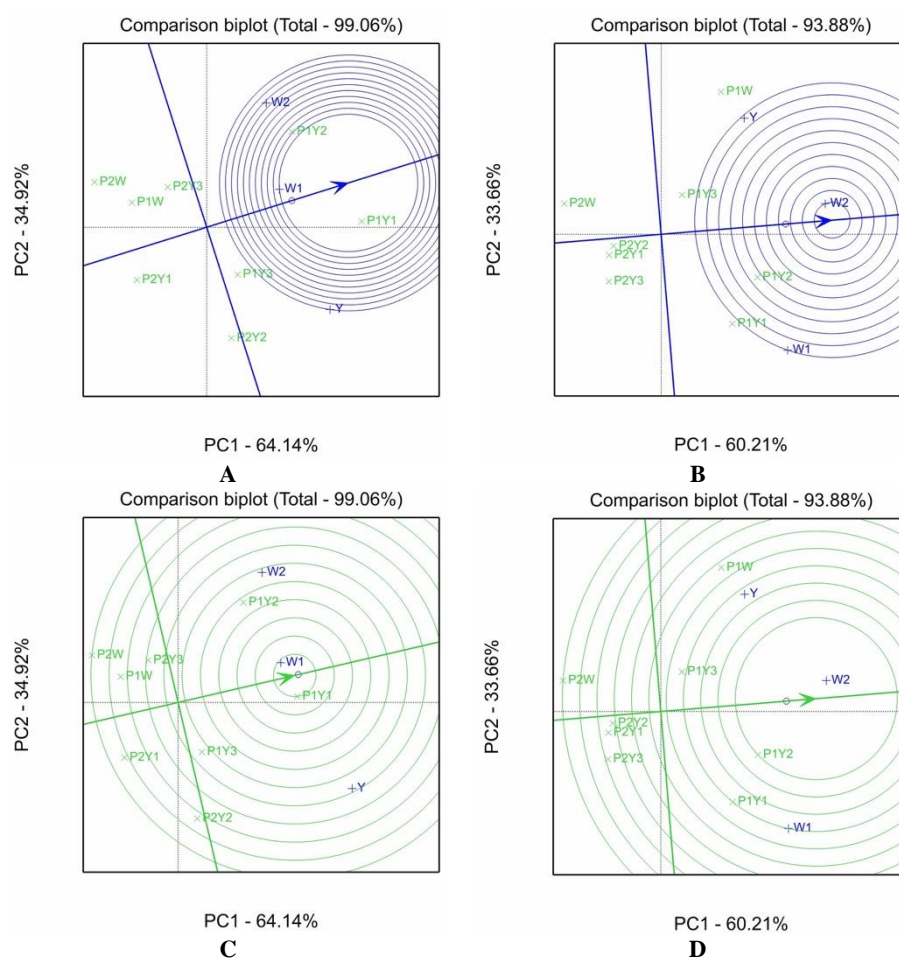 Comparison biplot (Total - 99.06%)
PC2 - 34.92%
W2
P1Y2
P2W
P2Y3
P1W
W1
P1Y1
P2Y1
P1Y3
Y
P2Y2
PC1 - 64.14%
A
Comparison biplot (Total - 93.88%)
PC2 - 33.66%
P1W
Y
P1Y3
P2W
W2
P2Y2
P2Y1
P2Y3
P1Y2
P1Y1
W1
PC1 - 60.21%
B
Comparison biplot (Total - 99.06%)
PC2 - 34.92%
W2
P1Y2
P2W
P2Y3
W1
P1W
P1Y1
P1Y3
P2Y1
Y
P2Y2
PC1 - 64.14%
C
Comparison biplot (Total - 93.88%)
PC2 - 33.66%
P1W
Y
P1Y3
P2W
W2
P2Y2
P2Y1
P2Y3
P1Y2
P1Y1
W1
PC1 - 60.21%
D